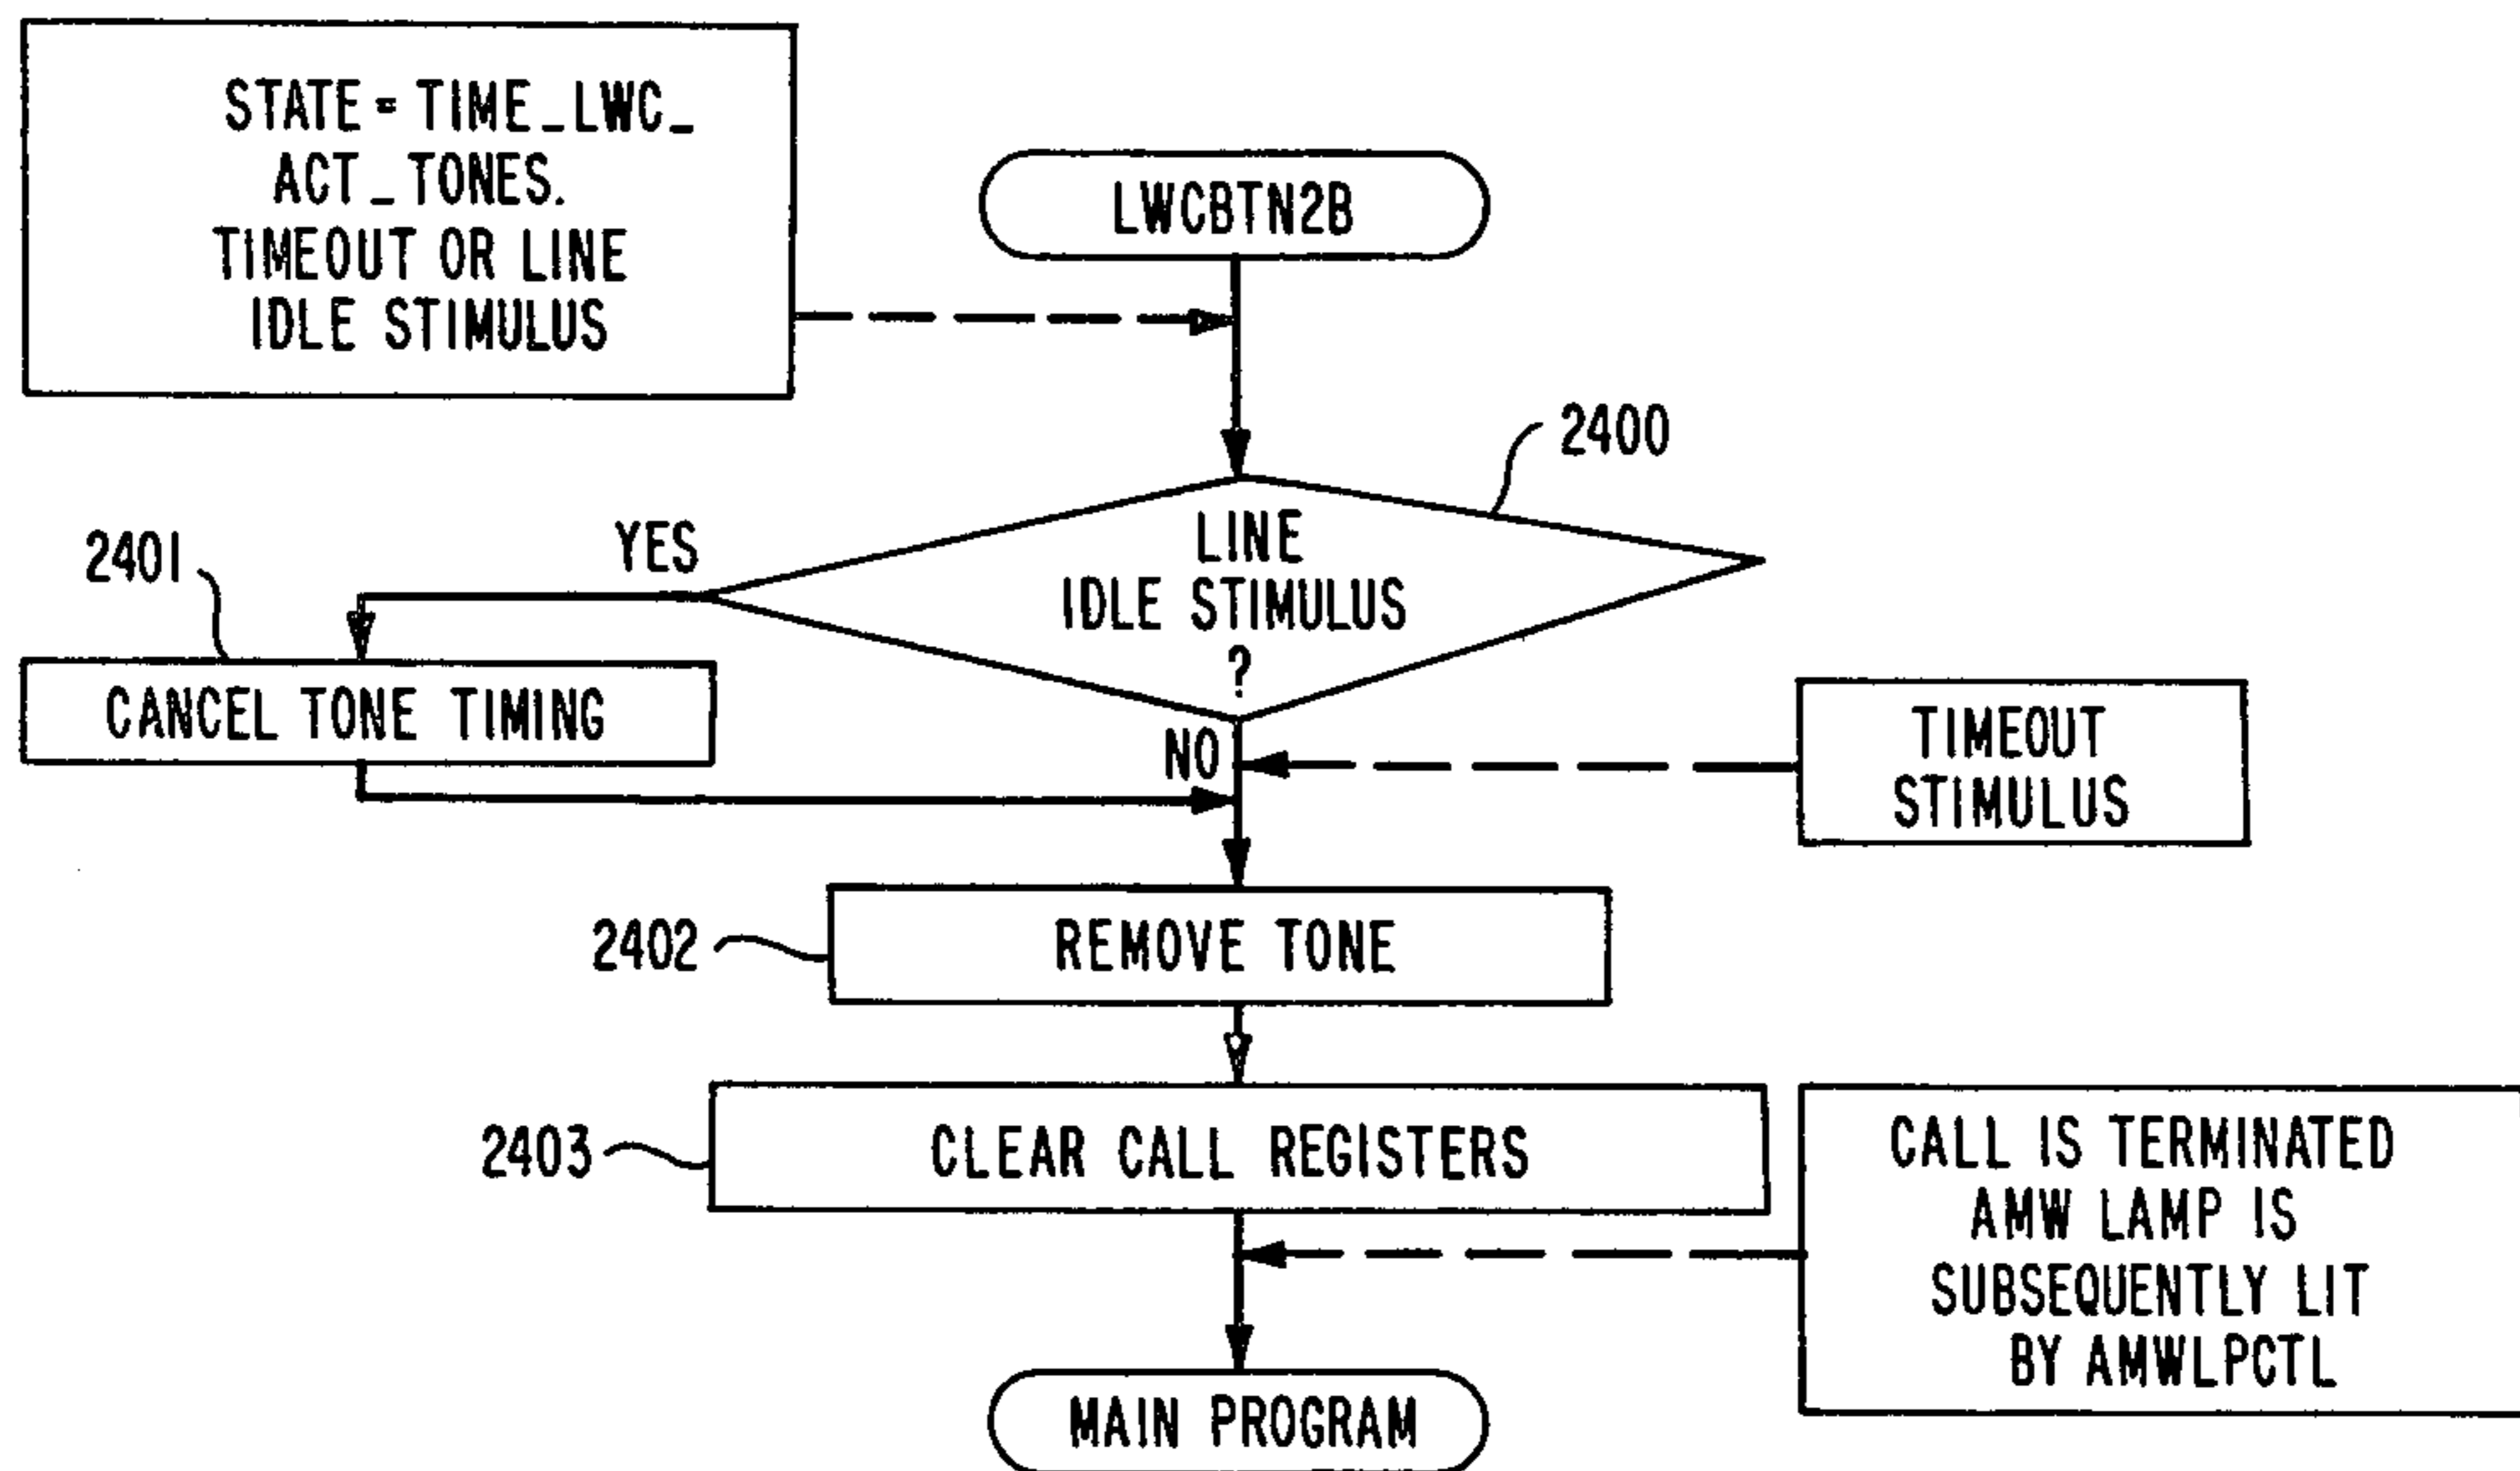 STATE = TIME_LWC_
ACT_TONES.
TIMEOUT OR LINE
IDLE STIMULUS
LWCBTN2B
2400
LINE
IDLE STIMULUS
?
YES
2401
CANCEL TONE TIMING
NO
TIMEOUT
STIMULUS
2402
REMOVE TONE
2403
CLEAR CALL REGISTERS
CALL IS TERMINATED
AMW LAMP IS
SUBSEQUENTLY LIT
BY AMWLPCTL
MAIN PROGRAM